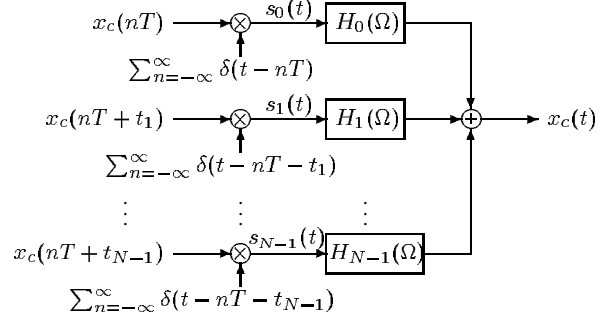 x_c(nT) ⊗ s_0(t) H_0(Ω)
∑_{n=-∞}^{∞} δ(t - nT)
x_c(nT + t_1) ⊗ s_1(t) H_1(Ω) ⊕ x_c(t)
∑_{n=-∞}^{∞} δ(t - nT - t_1)
⋮ ⋮ ⋮
x_c(nT + t_{N-1}) ⊗ s_{N-1}(t) H_{N-1}(Ω)
∑_{n=-∞}^{∞} δ(t - nT - t_{N-1})